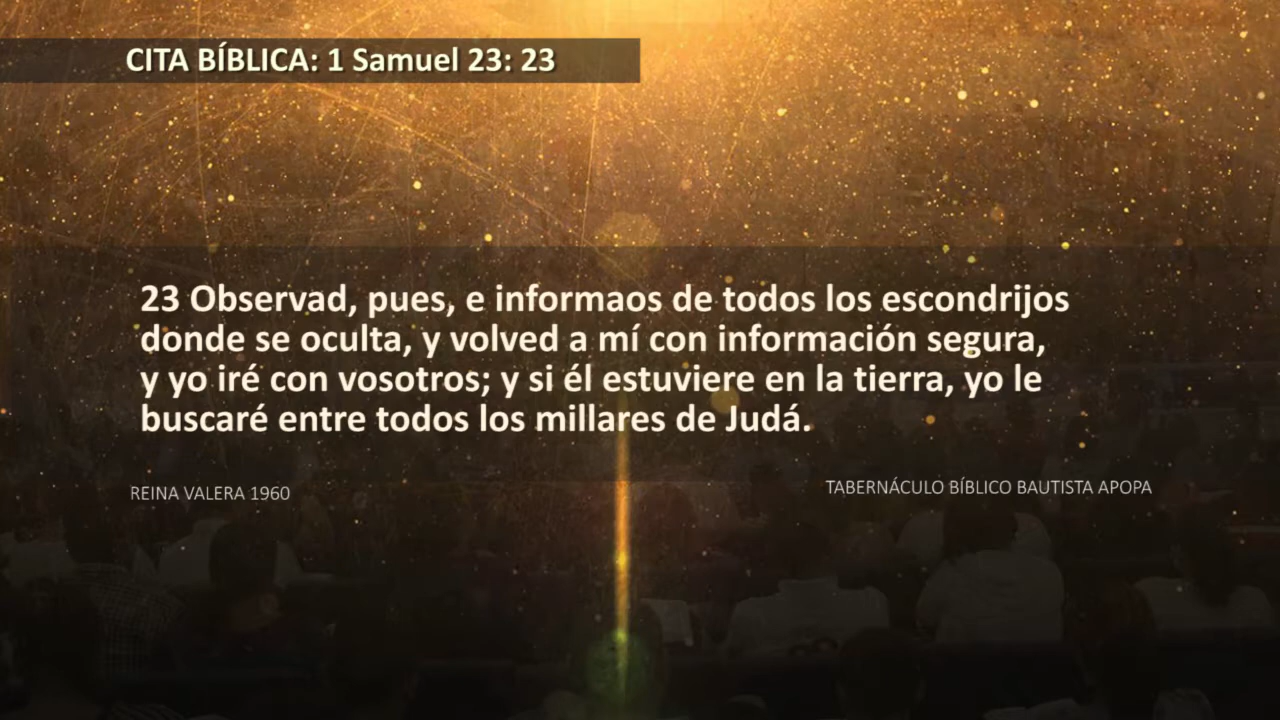 CITA BÍBLICA: 1 Samuel 23: 23
23 Observad, pues, e informaos de todos los escondrijos
donde se oculta, y volved a mí con información segura,
y yo iré con vosotros; y si él estuviere en la tierra, yo le
buscaré entre todos los millares de Judá.
REINA VALERA 1960
TABERNÁCULO BÍBLICO BAUTISTA APOPA